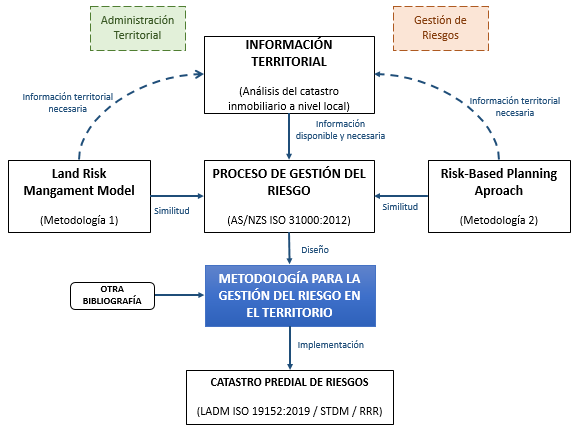 Administración
Territorial
Gestión de
Riesgos
INFORMACIÓN
TERRITORIAL
(Análisis del catastro
inmobiliario a nivel local)
Información territorial
necesaria
Información territorial
necesaria
Información
disponible y necesaria
Land Risk
Mangament Model
(Metodología 1)
Similitud
PROCESO DE GESTIÓN DEL
RIESGO
(AS/NZS ISO 31000:2012)
Similitud
Risk-Based Planning
Aproach
(Metodología 2)
Diseño
OTRA
BIBLIOGRAFÍA
METODOLOGÍA PARA LA
GESTIÓN DEL RIESGO EN
EL TERRITORIO
Implementación
CATASTRO PREDIAL DE RIESGOS
(LADM ISO 19152:2019 / STDM / RRR)